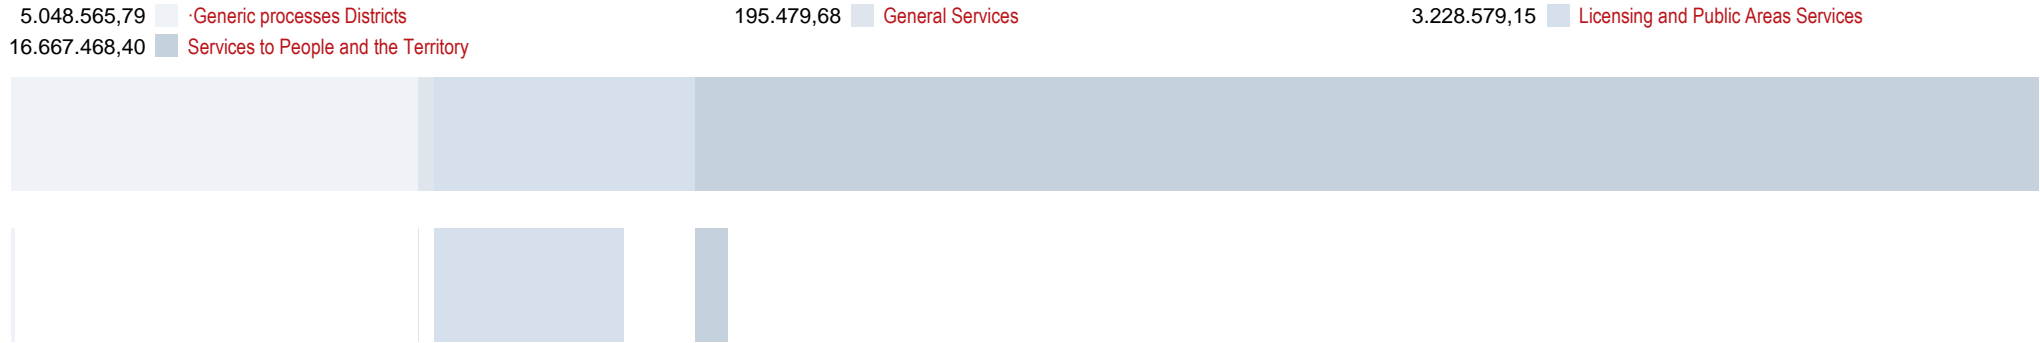 5.048.565,79 ·Generic processes Districts 195.479,68 General Services 3.228.579,15 Licensing and Public Areas Services
16.667.468,40 Services to People and the Territory